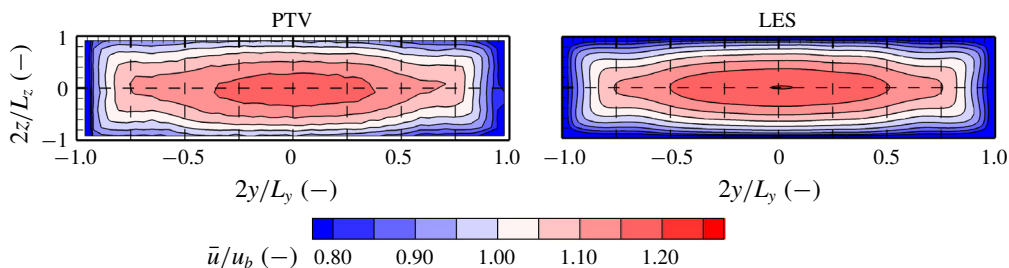 PTV LES
1
0
−1
2z/L_z (−)
−1.0 −0.5 0 0.5 1.0 −1.0 −0.5 0 0.5 1.0
2y/L_y (−) 2y/L_y (−)
ū/u_b (−)
0.80 0.90 1.00 1.10 1.20